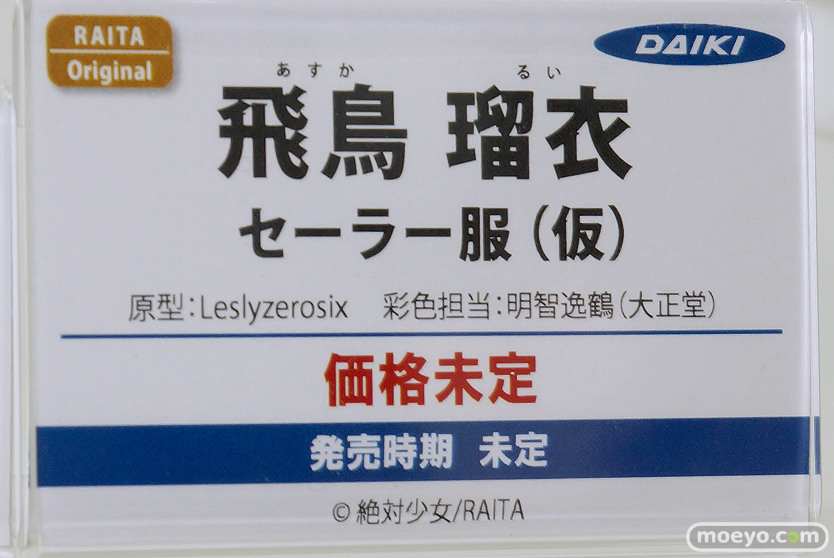 RAITA
Original
DAIKI
あすか るい
飛鳥 瑠衣
セーラー服（仮）
原型：Leslyzerosix 彩色担当：明智逸鶴（大正堂）
価格未定
発売時期 未定
© 絶対少女/RAITA
moeyo.com